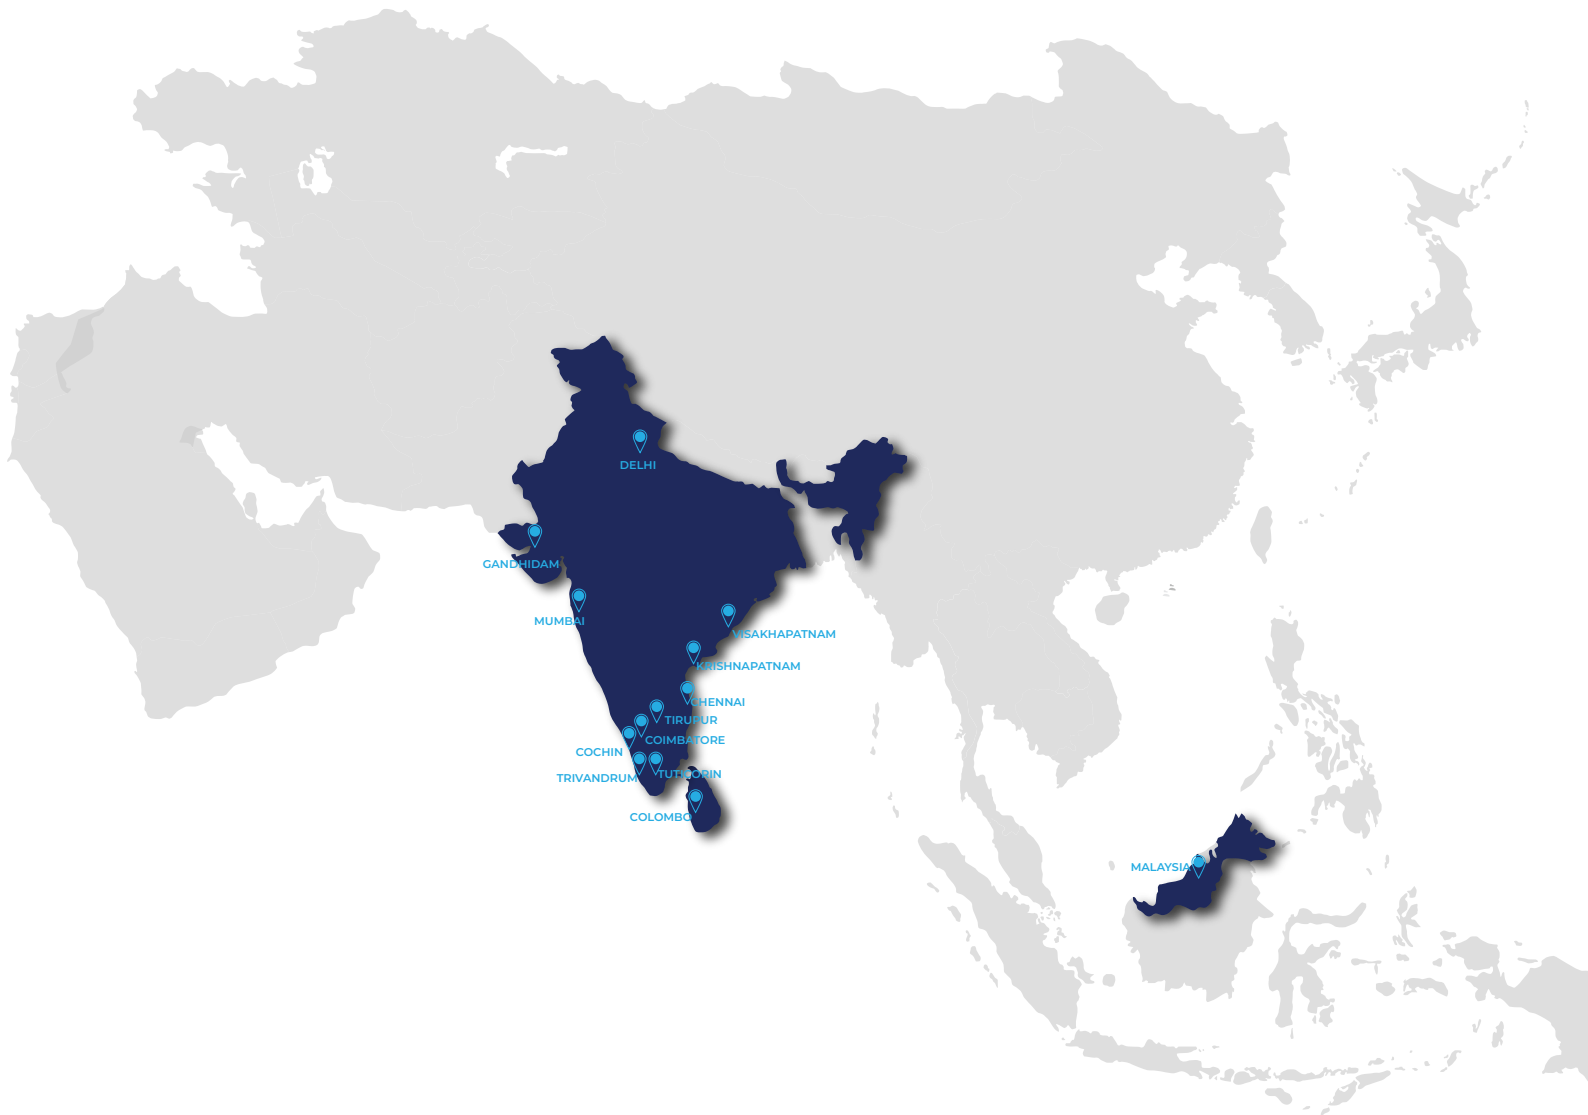 DELHI
GANDHIDAM
MUMBAI
VISAKHAPATNAM
KRISHNAPATNAM
CHENNAI
TIRUPUR
COIMBATORE
COCHIN
TUTICORIN
TRIVANDRUM
COLOMBO
MALAYSIA